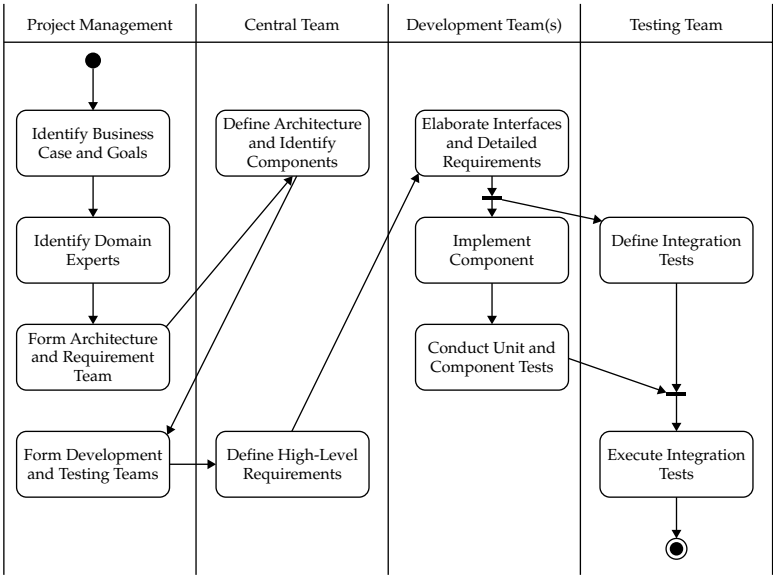 Project Management
Central Team
Development Team(s)
Testing Team
Identify Business
Case and Goals
Define Architecture
and Identify
Components
Elaborate Interfaces
and Detailed
Requirements
Identify Domain
Experts
Implement
Component
Define Integration
Tests
Form Architecture
and Requirement
Team
Conduct Unit and
Component Tests
Form Development
and Testing Teams
Define High-Level
Requirements
Execute Integration
Tests